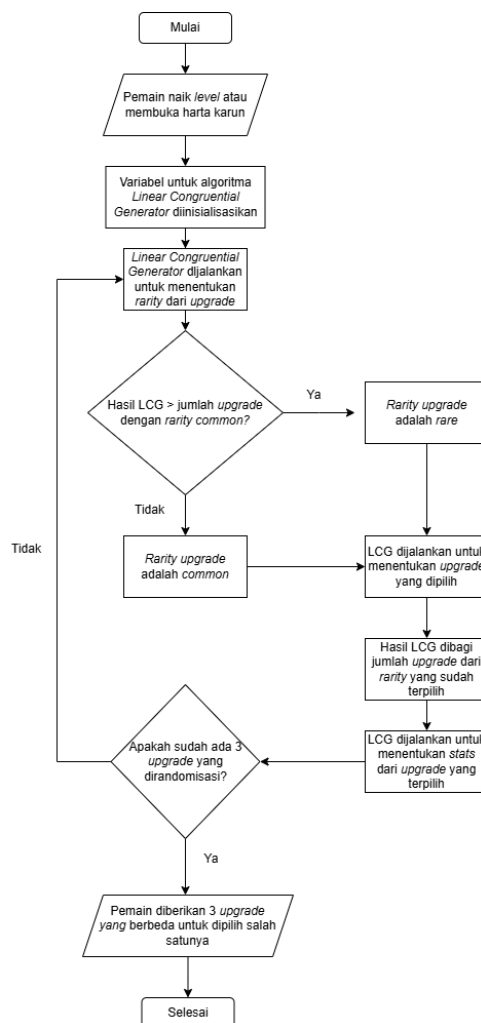 Mulai
Pemain naik level atau
membuka harta karun
Variabel untuk algoritma
Linear Congruential
Generator diinisialisasikan
Linear Congruential
Generator dijalankan
untuk menentukan
rarity dari upgrade
Hasil LCG > jumlah upgrade
dengan rarity common?
Ya
Rarity upgrade
adalah rare
Tidak
Rarity upgrade
adalah common
LCG dijalankan untuk
menentukan upgrade
yang dipilih
Hasil LCG dibagi
jumlah upgrade dari
rarity yang sudah
terpilih
LCG dijalankan untuk
menentukan stats
dari upgrade yang
terpilih
Apakah sudah ada 3
upgrade yang
dirandomisasi?
Tidak
Ya
Pemain diberikan 3 upgrade
yang berbeda untuk dipilih salah
satunya
Selesai